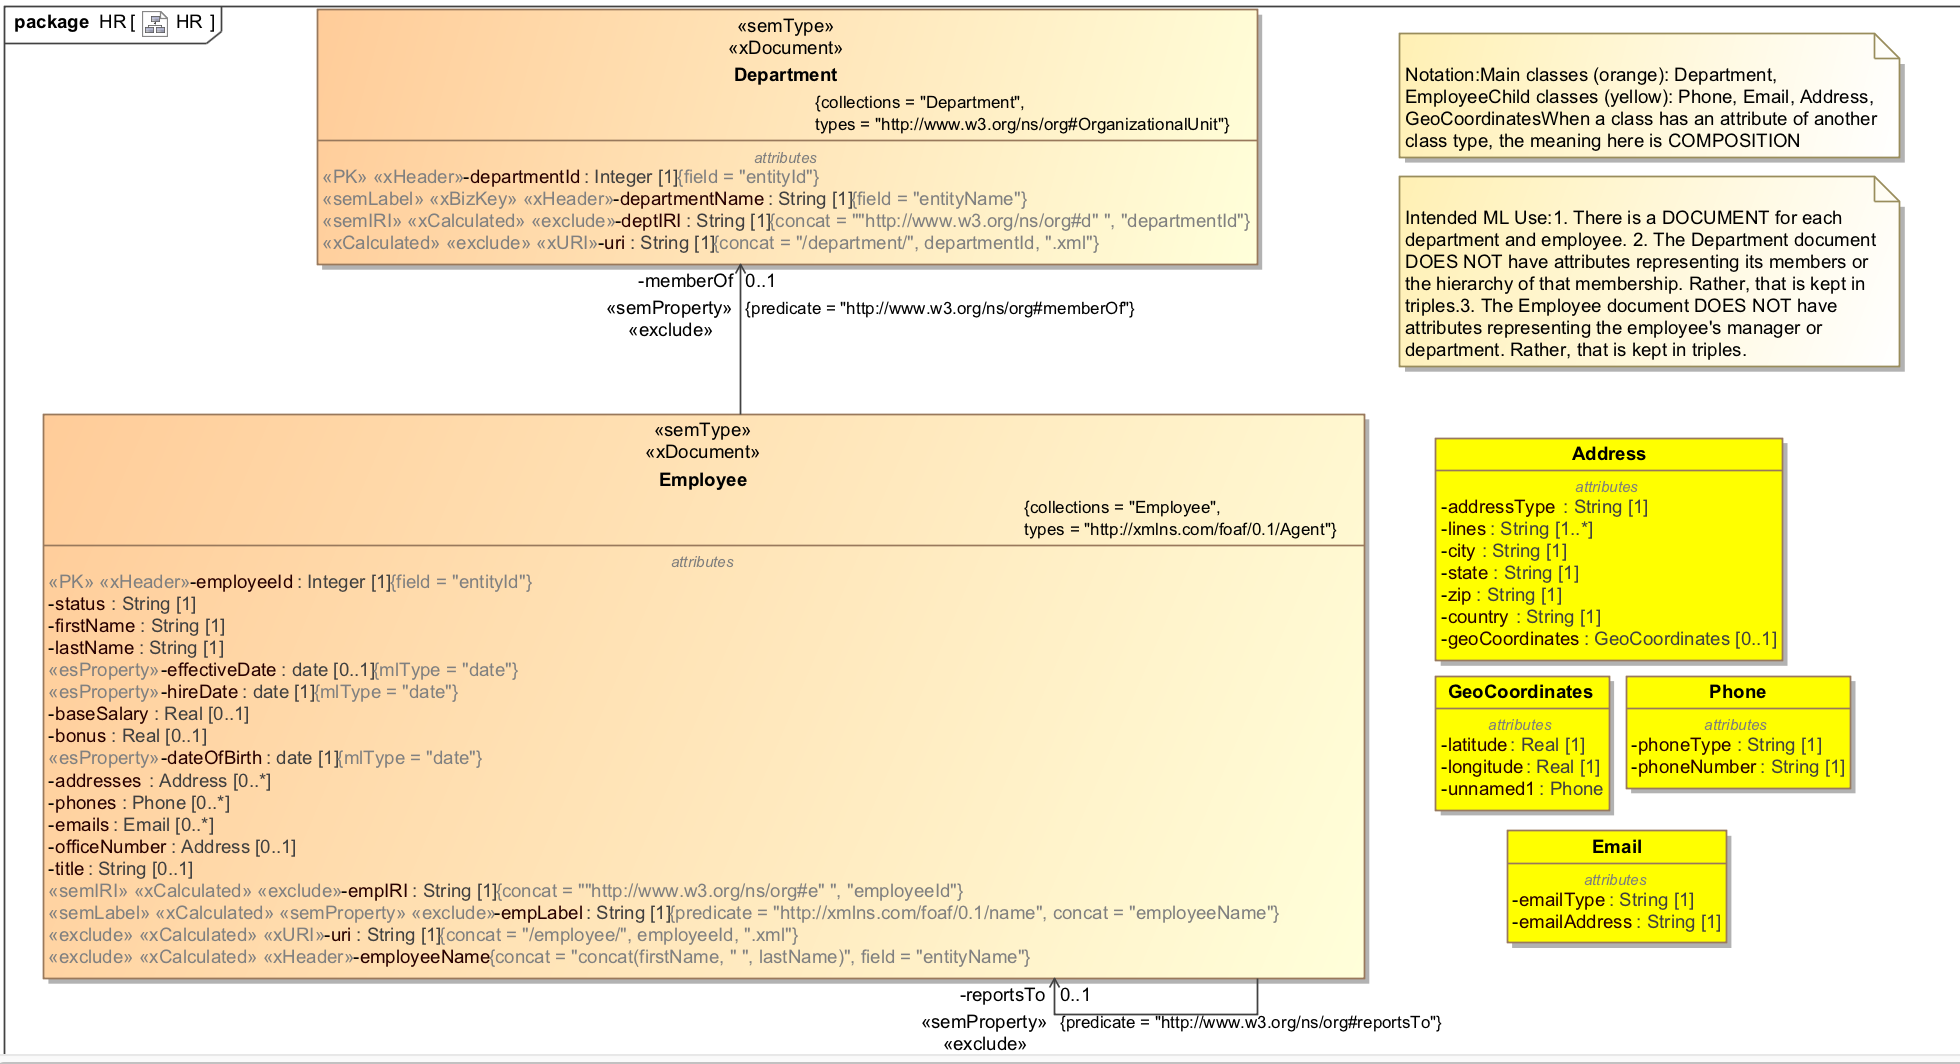 package HR [ HR ]
«semType»
«xDocument»
Department
{collections = "Department",
types = "http://www.w3.org/ns/org#OrganizationalUnit"}
attributes
«PK» «xHeader»-departmentId : Integer [1]{field = "entityId"}
«semLabel» «xBizKey» «xHeader»-departmentName : String [1]{field = "entityName"}
«semIRI» «xCalculated» «exclude»-deptIRI : String [1]{concat = ""http://www.w3.org/ns/org#d" ", "departmentId"}
«xCalculated» «exclude» «xURI»-uri : String [1]{concat = "/department/", departmentId, ".xml"}
-memberOf 0..1
«semProperty» {predicate = "http://www.w3.org/ns/org#memberOf"}
«exclude»
«semType»
«xDocument»
Employee
{collections = "Employee",
types = "http://xmlns.com/foaf/0.1/Agent"}
attributes
«PK» «xHeader»-employeeId : Integer [1]{field = "entityId"}
-status : String [1]
-firstName : String [1]
-lastName : String [1]
«esProperty»-effectiveDate : date [0..1]{mlType = "date"}
«esProperty»-hireDate : date [1]{mlType = "date"}
-baseSalary : Real [0..1]
-bonus : Real [0..1]
«esProperty»-dateOfBirth : date [1]{mlType = "date"}
-addresses : Address [0..*]
-phones : Phone [0..*]
-emails : Email [0..*]
-officeNumber : Address [0..1]
-title : String [0..1]
«semIRI» «xCalculated» «exclude»-empIRI : String [1]{concat = ""http://www.w3.org/ns/org#e" ", "employeeId"}
«semLabel» «xCalculated» «semProperty» «exclude»-empLabel : String [1]{predicate = "http://xmlns.com/foaf/0.1/name", concat = "employeeName"}
«exclude» «xCalculated» «xURI»-uri : String [1]{concat = "/employee/", employeeId, ".xml"}
«exclude» «xCalculated» «xHeader»-employeeName{concat = "concat(firstName, " ", lastName)", field = "entityName"}
-reportsTo 0..1
«semProperty» {predicate = "http://www.w3.org/ns/org#reportsTo"}
«exclude»
Notation:Main classes (orange): Department,
EmployeeChild classes (yellow): Phone, Email, Address,
GeoCoordinatesWhen a class has an attribute of another
class type, the meaning here is COMPOSITION
Intended ML Use:1. There is a DOCUMENT for each
department and employee. 2. The Department document
DOES NOT have attributes representing its members or
the hierarchy of that membership. Rather, that is kept in
triples.3. The Employee document DOES NOT have
attributes representing the employee's manager or
department. Rather, that is kept in triples.
Address
attributes
-addressType : String [1]
-lines : String [1..*]
-city : String [1]
-state : String [1]
-zip : String [1]
-country : String [1]
-geoCoordinates : GeoCoordinates [0..1]
GeoCoordinates
attributes
-latitude : Real [1]
-longitude : Real [1]
-unnamed1 : Phone
Phone
attributes
-phoneType : String [1]
-phoneNumber : String [1]
Email
attributes
-emailType : String [1]
-emailAddress : String [1]